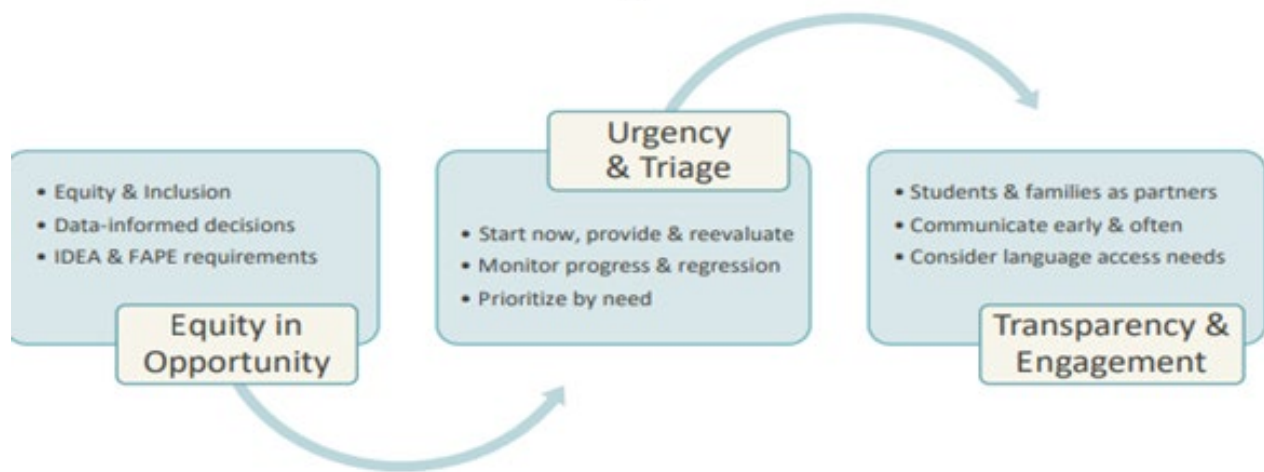 • Equity & Inclusion
• Data-informed decisions
• IDEA & FAPE requirements
Equity in
Opportunity
Urgency
& Triage
• Start now, provide & reevaluate
• Monitor progress & regression
• Prioritize by need
• Students & families as partners
• Communicate early & often
• Consider language access needs
Transparency &
Engagement